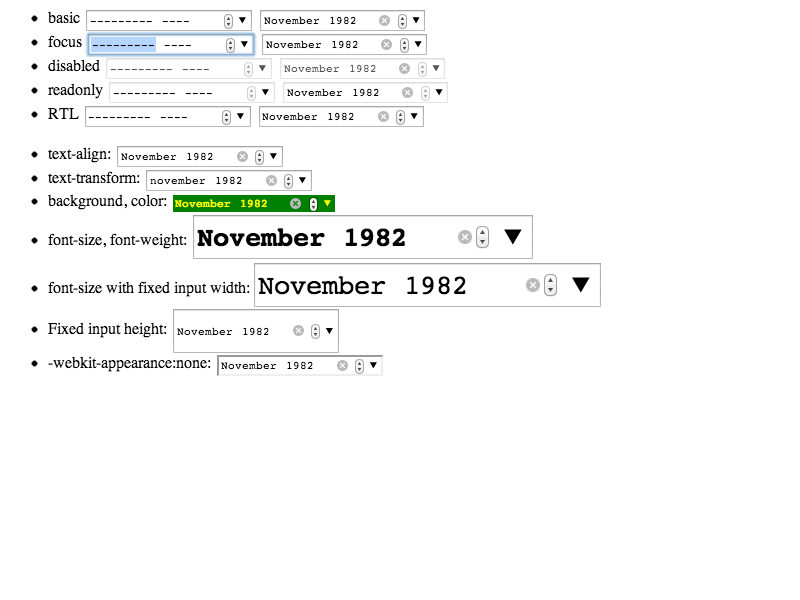 basic --------- ---- November 1982
focus --------- ---- November 1982
disabled --------- ---- November 1982
readonly --------- ---- November 1982
RTL --------- ---- November 1982
text-align: November 1982
text-transform: november 1982
background, color: November 1982
font-size, font-weight: November 1982
font-size with fixed input width: November 1982
Fixed input height: November 1982
-webkit-appearance:none: November 1982